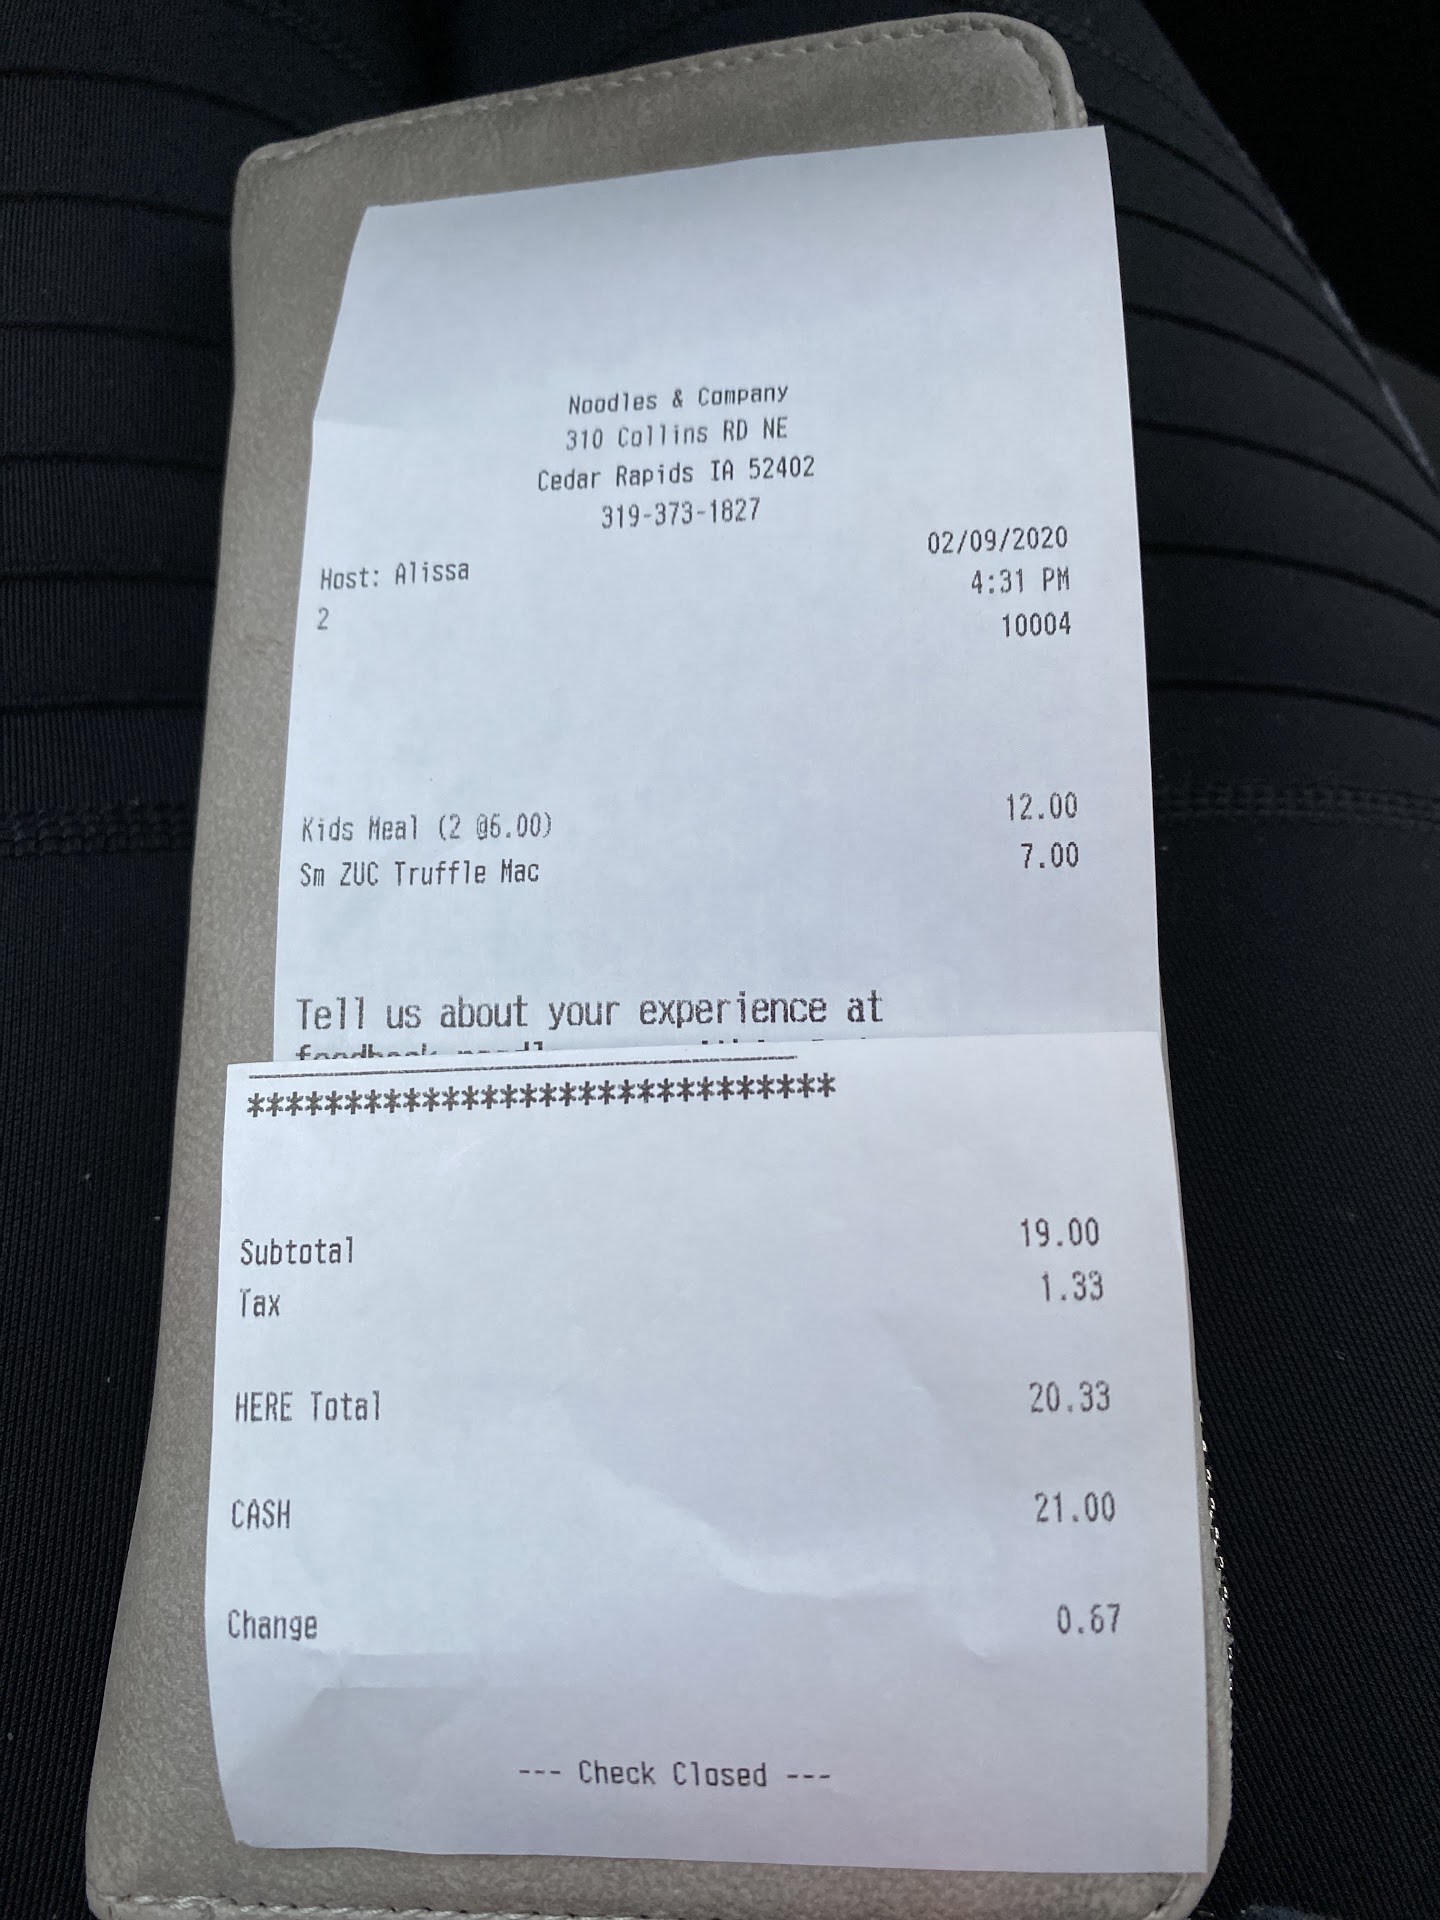 Noodles & Company
310 Collins RD NE
Cedar Rapids IA 52402
319-373-1827
02/09/2020
Host: Alissa 4:31 PM
2 10004
Kids Meal (2 @6.00) 12.00
Sm ZUC Truffle Mac 7.00
Tell us about your experience at
******************************
Subtotal 19.00
Tax 1.33
HERE Total 20.33
CASH 21.00
Change 0.67
--- Check Closed ---